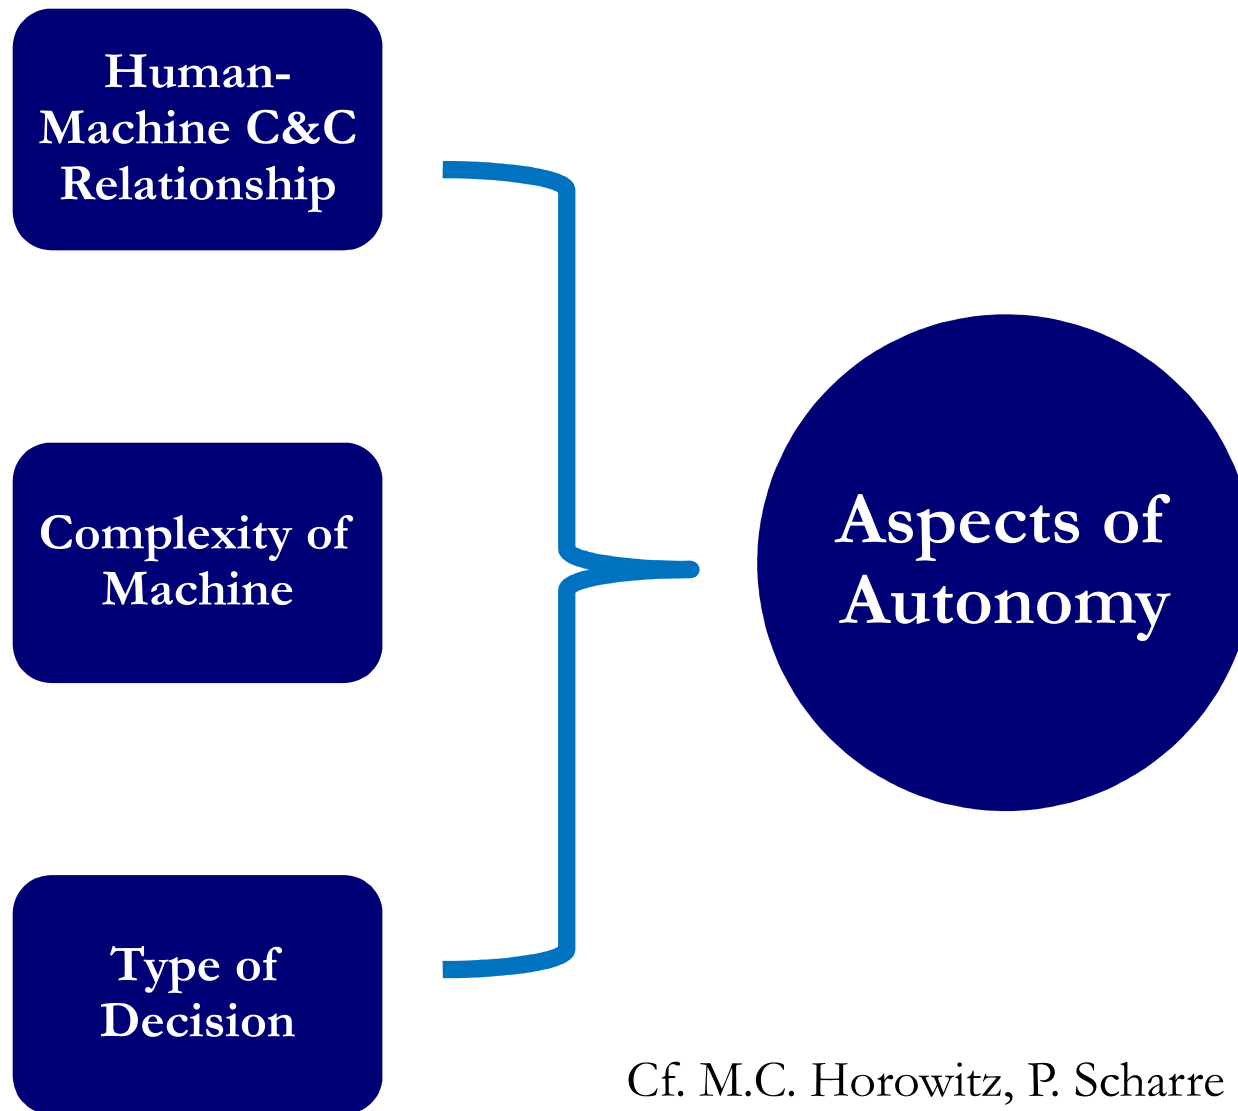 Human-
Machine C&C
Relationship
Complexity of
Machine
Type of
Decision
Aspects of
Autonomy
Cf. M.C. Horowitz, P. Scharre